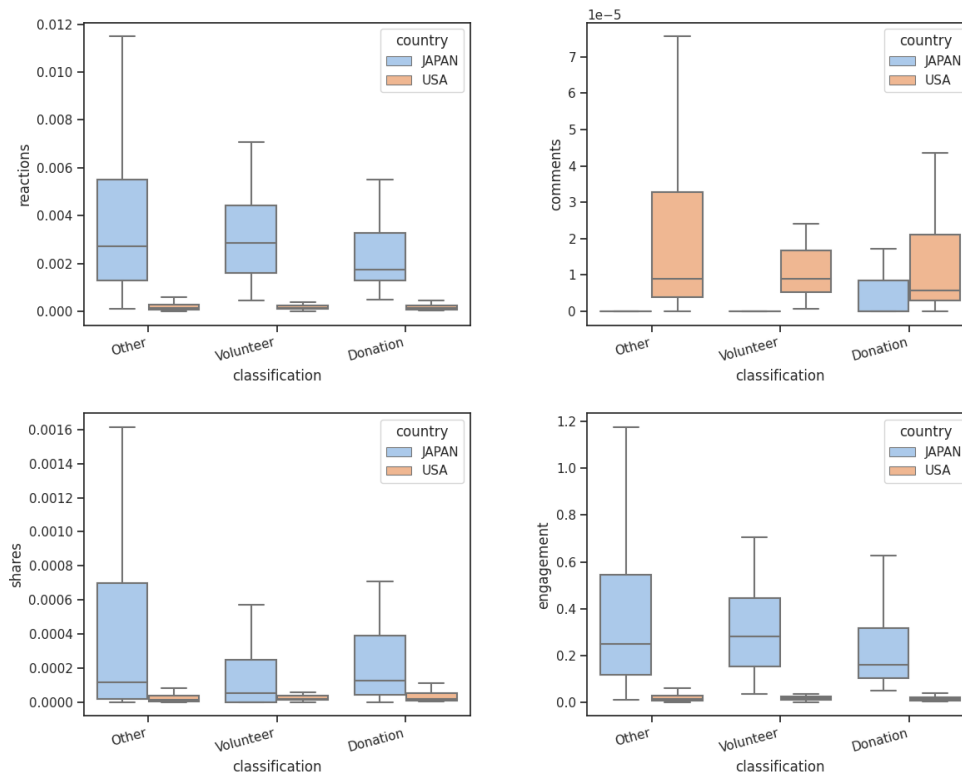 0.012
0.010
0.008
0.006
0.004
0.002
0.000
reactions
country
JAPAN
USA
Other
Volunteer
Donation
classification
1e−5
7
6
5
4
3
2
1
0
comments
country
JAPAN
USA
Other
Volunteer
Donation
classification
0.0016
0.0014
0.0012
0.0010
0.0008
0.0006
0.0004
0.0002
0.0000
shares
country
JAPAN
USA
Other
Volunteer
Donation
classification
1.2
1.0
0.8
0.6
0.4
0.2
0.0
engagement
country
JAPAN
USA
Other
Volunteer
Donation
classification